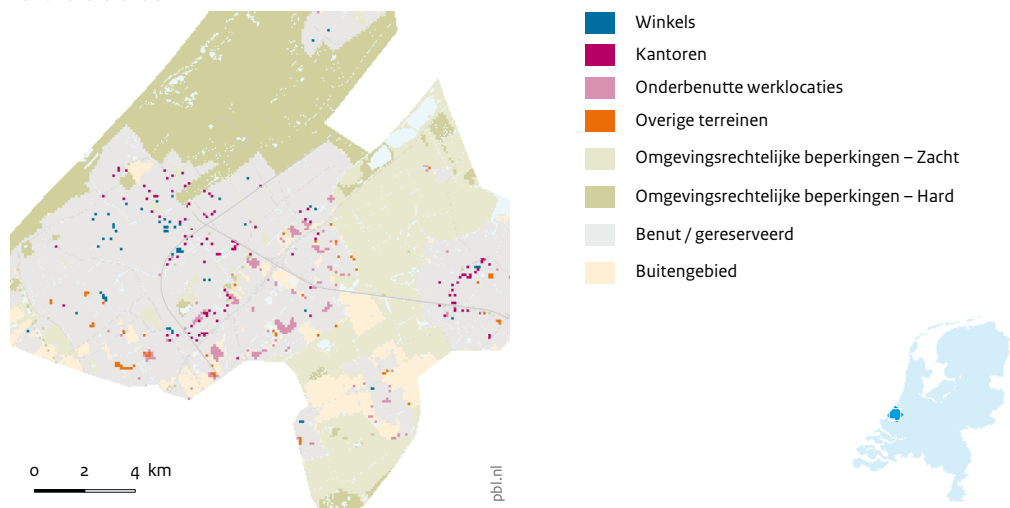 Winkels
Kantoren
Onderbenutte werklocaties
Overige terreinen
Omgevingsrechtelijke beperkingen – Zacht
Omgevingsrechtelijke beperkingen – Hard
Benut / gereserveerd
Buitengebied
0 2 4 km
pbl.nl